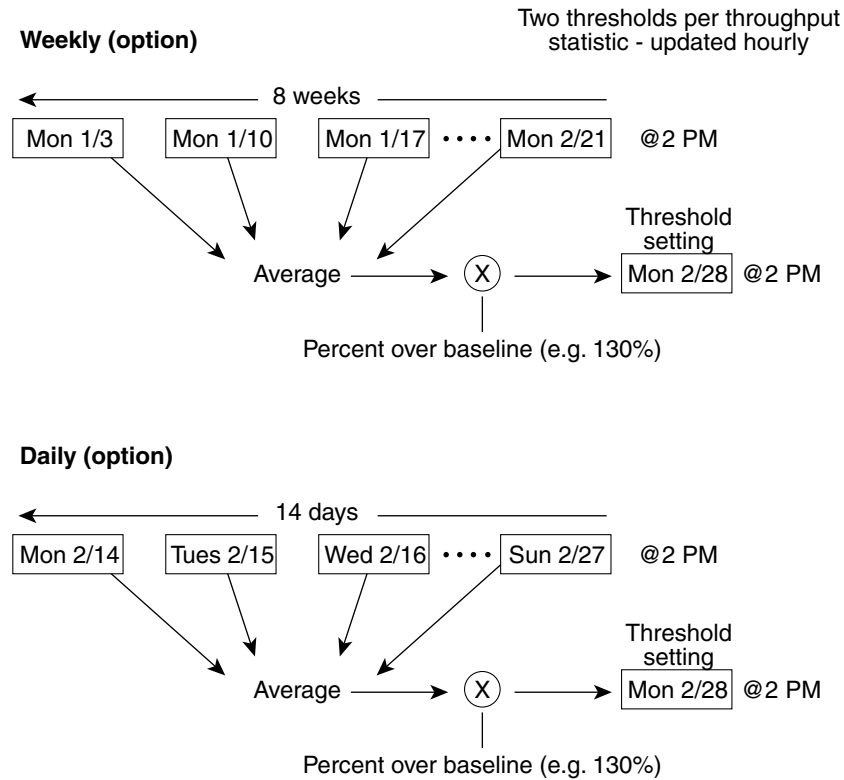 Weekly (option)
Two thresholds per throughput
statistic - updated hourly
8 weeks
Mon 1/3 Mon 1/10 Mon 1/17 •••• Mon 2/21 @2 PM
Threshold
setting
Average X Mon 2/28 @2 PM
Percent over baseline (e.g. 130%)
Daily (option)
14 days
Mon 2/14 Tues 2/15 Wed 2/16 •••• Sun 2/27 @2 PM
Threshold
setting
Average X Mon 2/28 @2 PM
Percent over baseline (e.g. 130%)